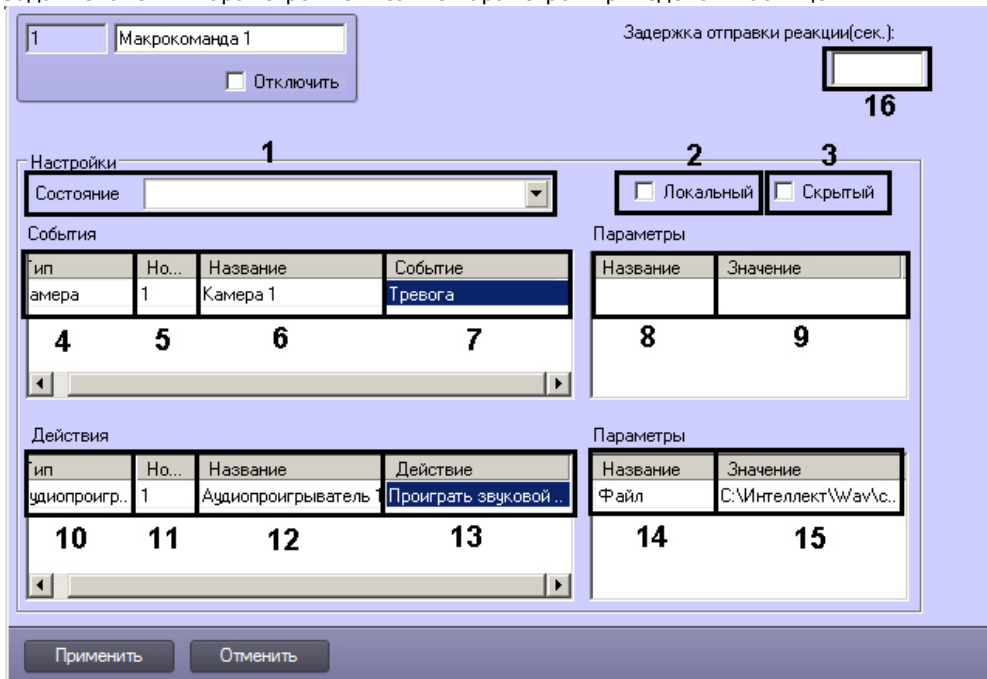 1 Макрокоманда 1
Задержка отправки реакции(сек.):
Отключить
16
1 2 3
Настройки
Состояние Локальный Скрытый
События Параметры
Тип Но... Название Событие Название Значение
амера 1 Камера 1 Тревога
4 5 6 7 8 9
Действия Параметры
Тип Но... Название Действие Название Значение
удиопроигр.. 1 Аудиопроигрыватель 1 Проиграть звуковой .. Файл C:\Интеллект\Wav\c..
10 11 12 13 14 15
Применить Отменить